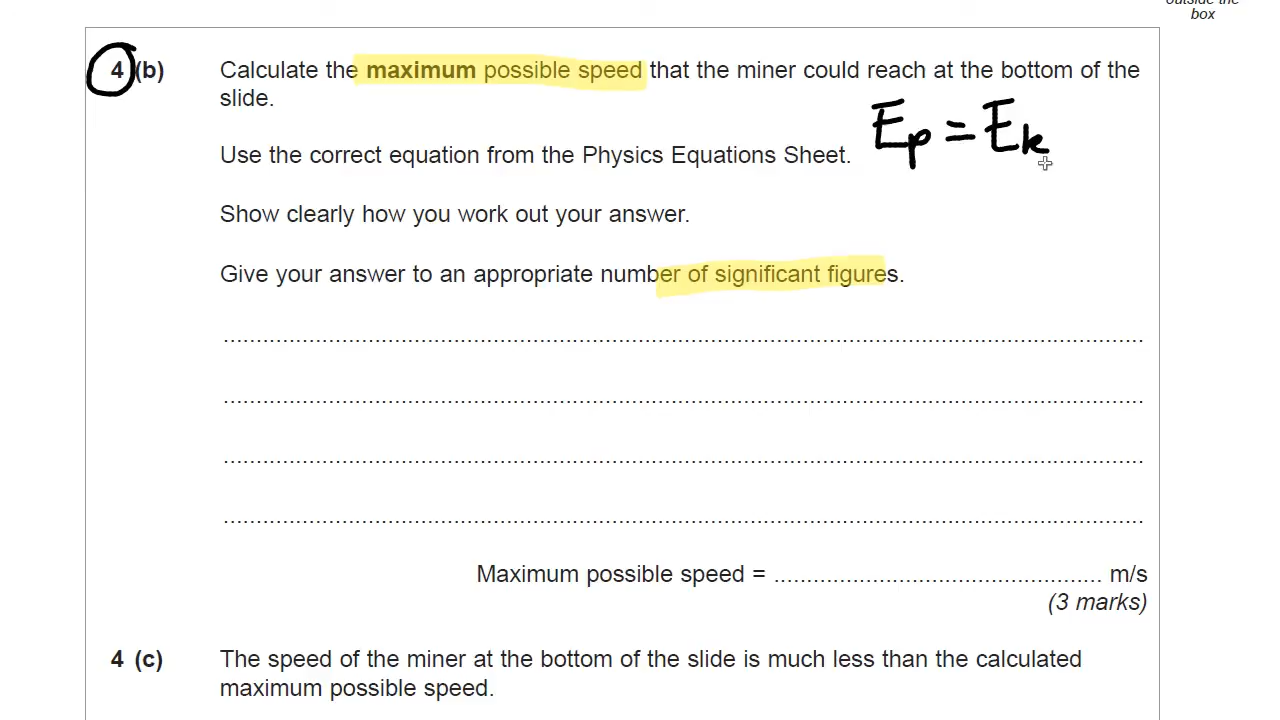 outside the
box
4 (b) Calculate the maximum possible speed that the miner could reach at the bottom of the
slide.
Ep = Ek
Use the correct equation from the Physics Equations Sheet.
Show clearly how you work out your answer.
Give your answer to an appropriate number of significant figures.
Maximum possible speed = .................................................. m/s
(3 marks)
4 (c) The speed of the miner at the bottom of the slide is much less than the calculated
maximum possible speed.